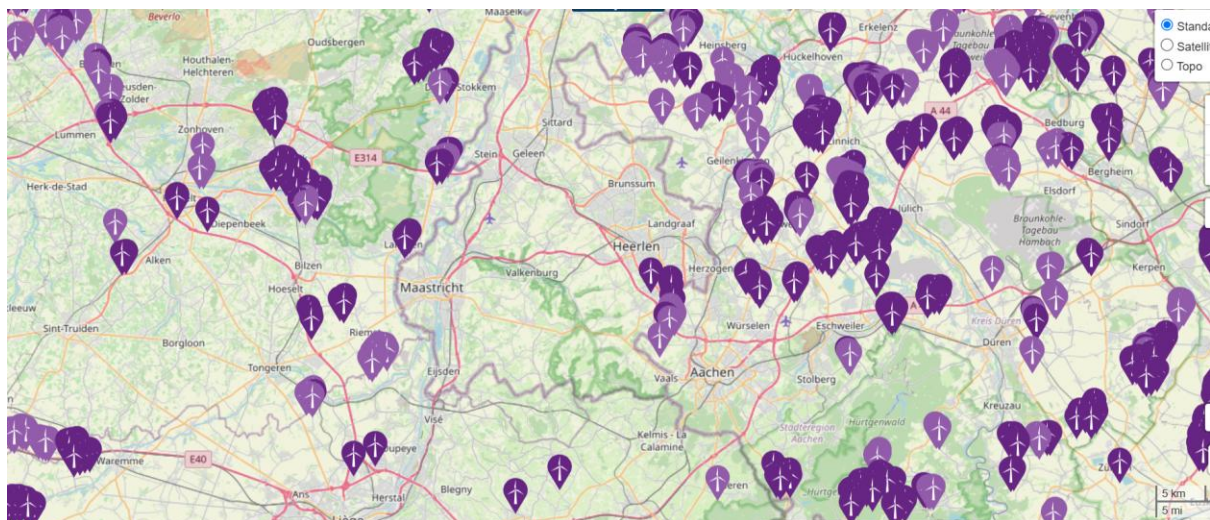 Beverlo
Maaseik
Oudsbergen
Houthalen-
Helchteren
Heinsberg
Erkelenz
Huckelhoven
Standa
Satelli
Topo
Zolder
Stokkem
Zonhoven
Lummen
Sittard
A 44
Bedburg
E314
Stein
Geleen
Linnich
Bergheim
Herk-de-Stad
Brunssum
Elsdorf
Diepenbeek
Landgraaf
Jülich
Braunkohle-
Tagebau
Hambach
Sindorf
Heerlen
Alken
Bilzen
Valkenburg
Herzogen
Kerpen
Hoeselt
Maastricht
Sint-Truiden
Borgloon
Riems
Würselen
Eschweiler
Kreis Düren
Düren
Tongeren
Eijsden
Vaals
Aachen
Stolberg
Visé
Kreuzau
Hürtgenwald
Städteregion
Aachen
Kelmis - La
Calamine
Waremme
E40
Ans
Herstal
Blegny
5 km
5 mi